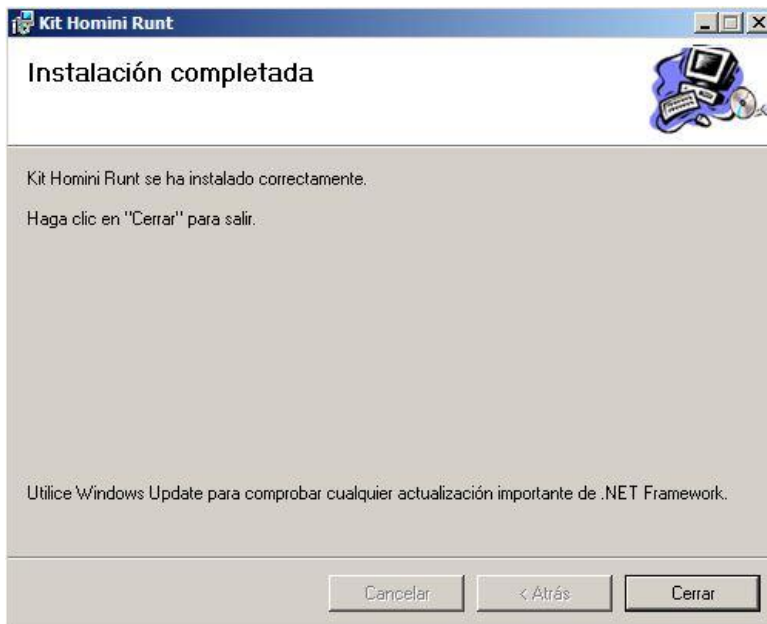 Kit Homini Runt
Instalación completada
Kit Homini Runt se ha instalado correctamente.
Haga clic en "Cerrar" para salir.
Utilice Windows Update para comprobar cualquier actualización importante de .NET Framework.
Cancelar
< Atrás
Cerrar